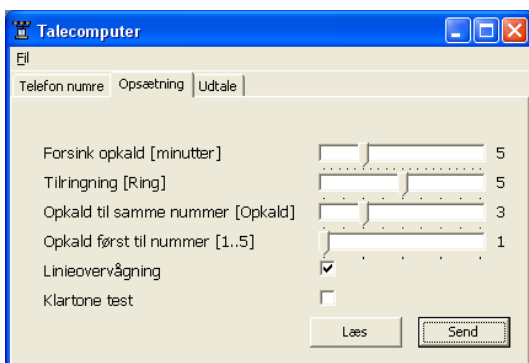 Talecomputer
Fil
Telefon numre Opsætning Udtale
Forsink opkald [minutter] 5
Tilringning [Ring] 5
Opkald til samme nummer [Opkald] 3
Opkald først til nummer [1..5] 1
Linieovervågning
Klartone test
Læs Send